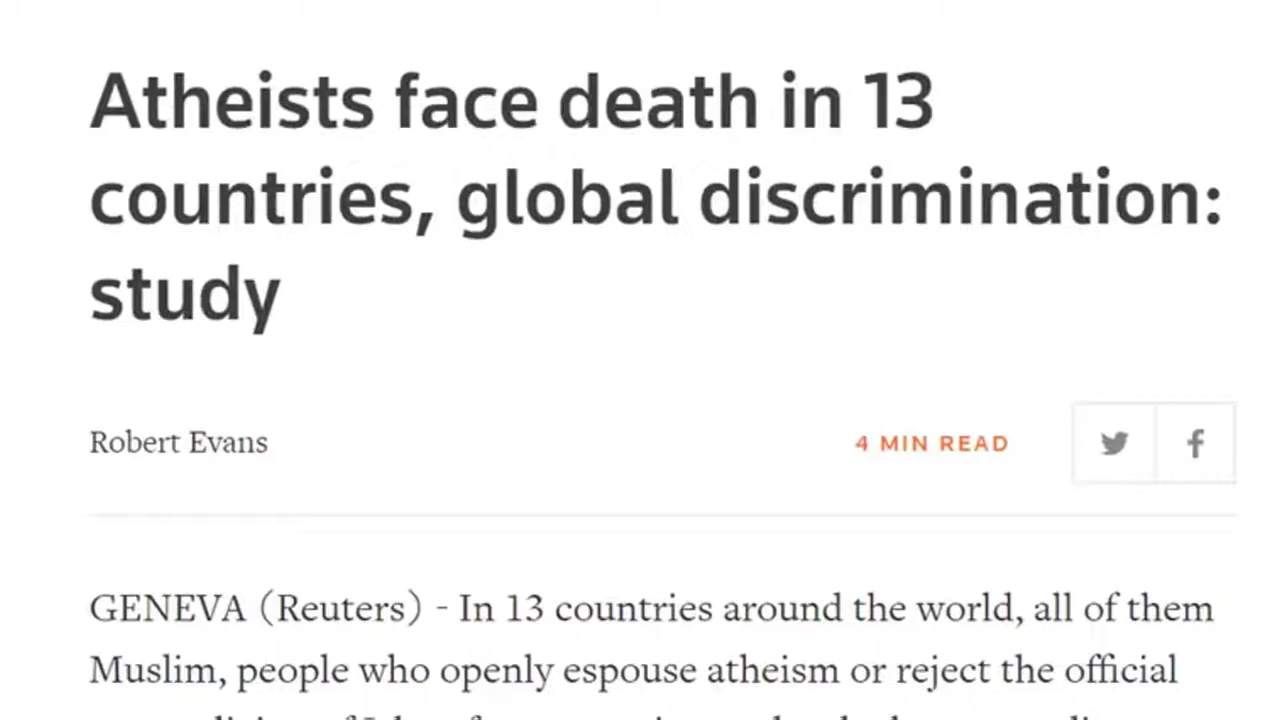 Atheists face death in 13
countries, global discrimination:
study
Robert Evans
4 MIN READ
GENEVA (Reuters) - In 13 countries around the world, all of them
Muslim, people who openly espouse atheism or reject the official